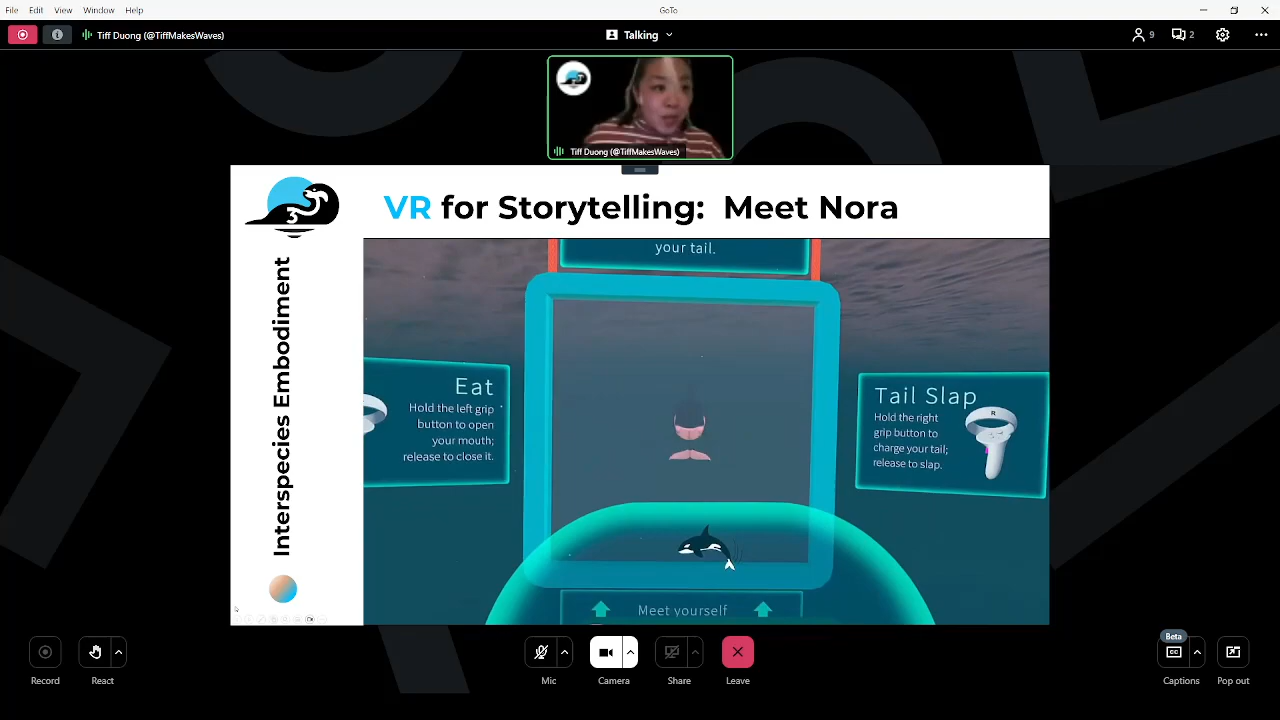 File Edit View Window Help
GoTo
Tiff Duong (@TiffMakesWaves)
Talking
9
2
Tiff Duong (@TiffMakesWaves)
3
VR for Storytelling: Meet Nora
Interspecies Embodiment
your tail.
Eat
Hold the left grip
button to open
your mouth;
release to close it.
Tail Slap
Hold the right
grip button to
charge your tail;
release to slap.
R
Meet yourself
Record
React
Mic
Camera
Share
Leave
Beta
CC
Captions
Pop out